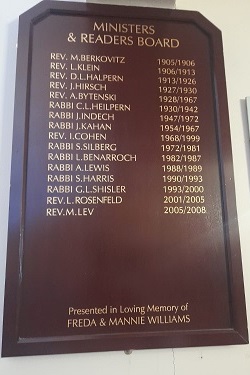 MINISTERS
& READERS BOARD
REV. M.BERKOVITZ 1905/1906
REV. L.KLEIN 1906/1913
REV. D.L.HALPERN 1913/1926
REV. J.HIRSCH 1927/1930
REV. A.BYTENSKI 1928/1967
RABBI C.L.HEILPERN 1930/1942
RABBI J.INDECH 1947/1972
RABBI J.KAHAN 1954/1967
REV. I.COHEN 1968/1999
RABBI S.SILBERG 1972/1981
RABBI L.BENARROCH 1982/1987
RABBI A.LEWIS 1988/1989
RABBI S.HARRIS 1990/1993
RABBI G.L.SHISLER 1993/2000
REV. L.ROSENFELD 2001/2005
REV.M.LEV 2005/2008
Presented in Loving Memory of
FREDA & MANNIE WILLIAMS